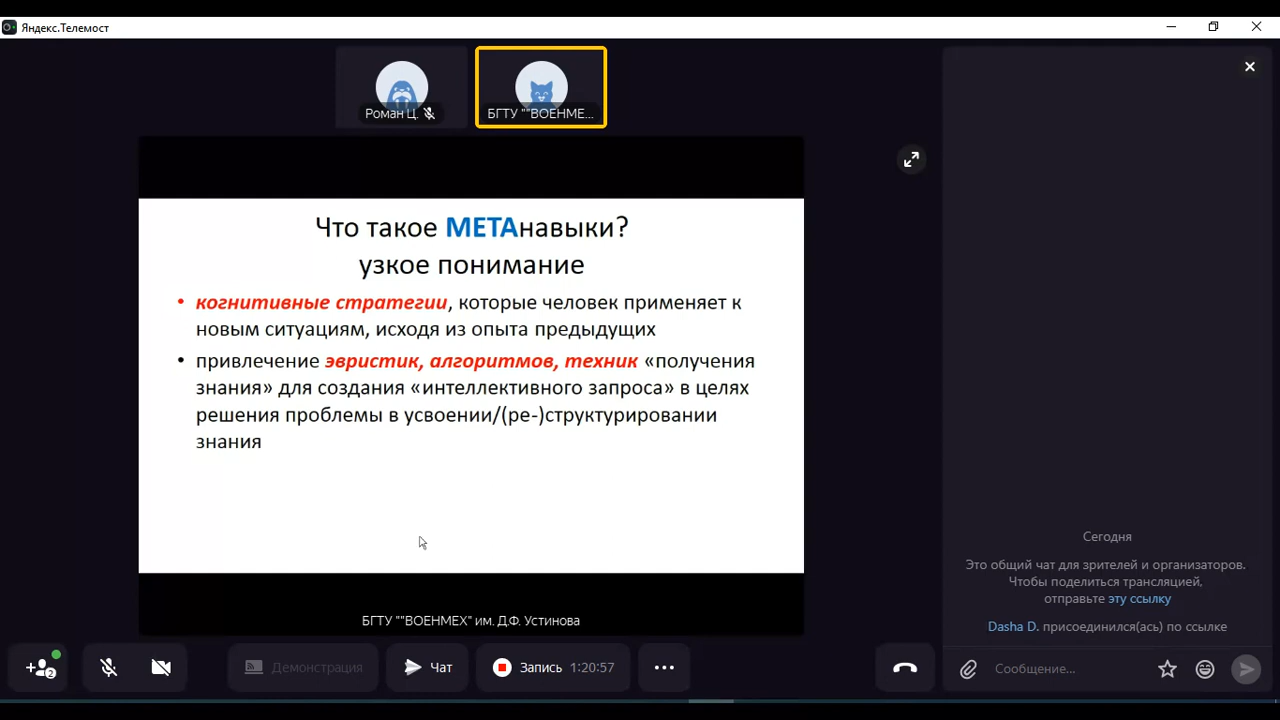 Яндекс.Телемост
Роман Ц.
БГТУ ""ВОЕНМЕ...
Что такое МЕТАнавыки?
узкое понимание
• когнитивные стратегии, которые человек применяет к
новым ситуациям, исходя из опыта предыдущих
• привлечение эвристик, алгоритмов, техник «получения
знания» для создания «интеллективного запроса» в целях
решения проблемы в усвоении/(ре-)структурировании
знания
БГТУ ""ВОЕНМЕХ" им. Д.Ф. Устинова
Сегодня
Это общий чат для зрителей и организаторов.
Чтобы поделиться трансляцией,
отправьте эту ссылку
Dasha D. присоединился(ась) по ссылке
2
Демонстрация
Чат
Запись 1:20:57
Сообщение...